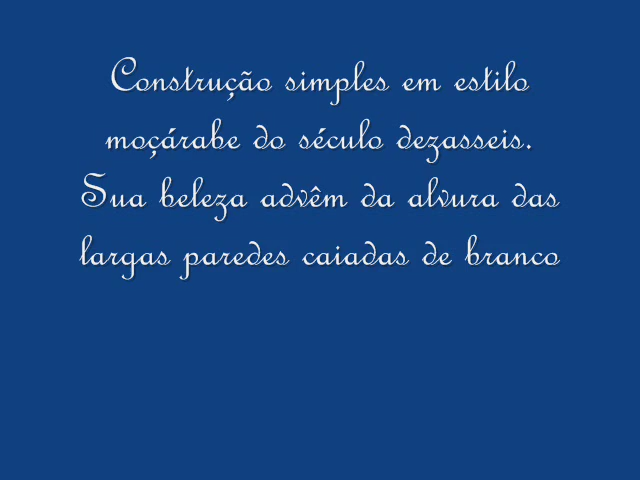 Construção simples em estilo
moçárabe do século dezasseis.
Sua beleza advêm da alvura das
largas paredes caiadas de branco